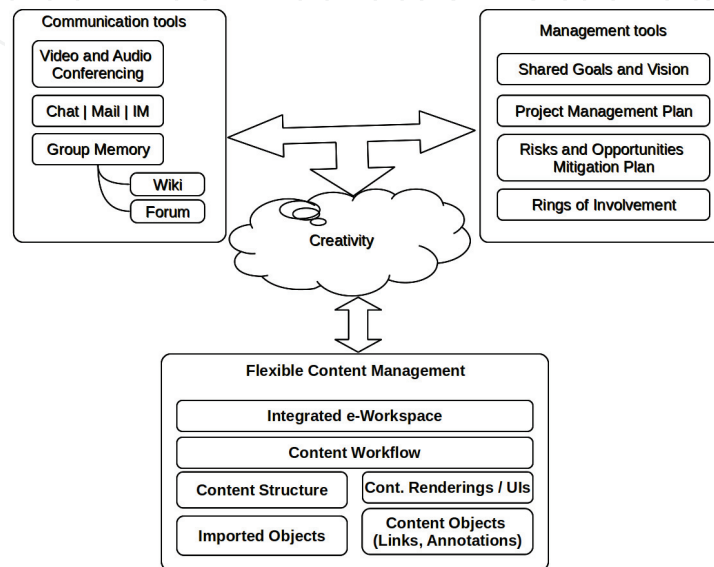 Communication tools
Video and Audio
Conferencing
Chat | Mail | IM
Group Memory
Wiki
Forum
Management tools
Shared Goals and Vision
Project Management Plan
Risks and Opportunities
Mitigation Plan
Rings of Involvement
Creativity
Flexible Content Management
Integrated e-Workspace
Content Workflow
Content Structure
Cont. Renderings / UIs
Imported Objects
Content Objects
(Links, Annotations)